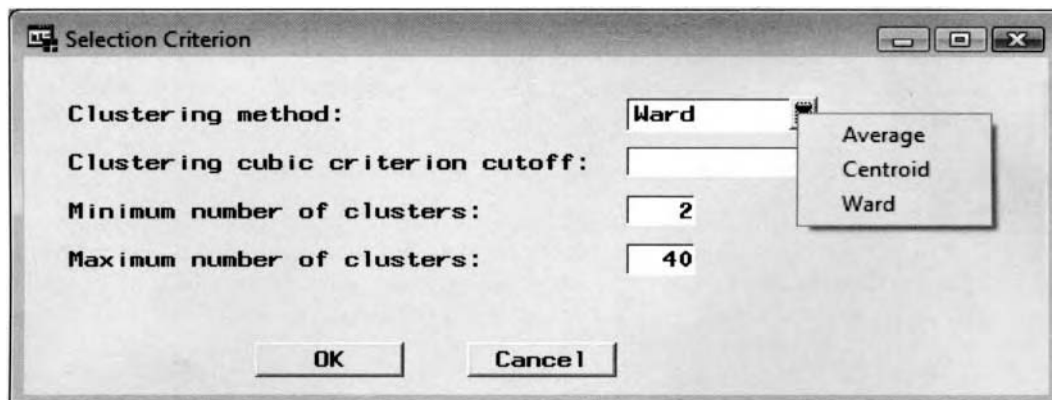 Selection Criterion
Clustering method:
Ward
Average
Centroid
Ward
Clustering cubic criterion cutoff:
Minimum number of clusters:
2
Maximum number of clusters:
40
OK
Cancel